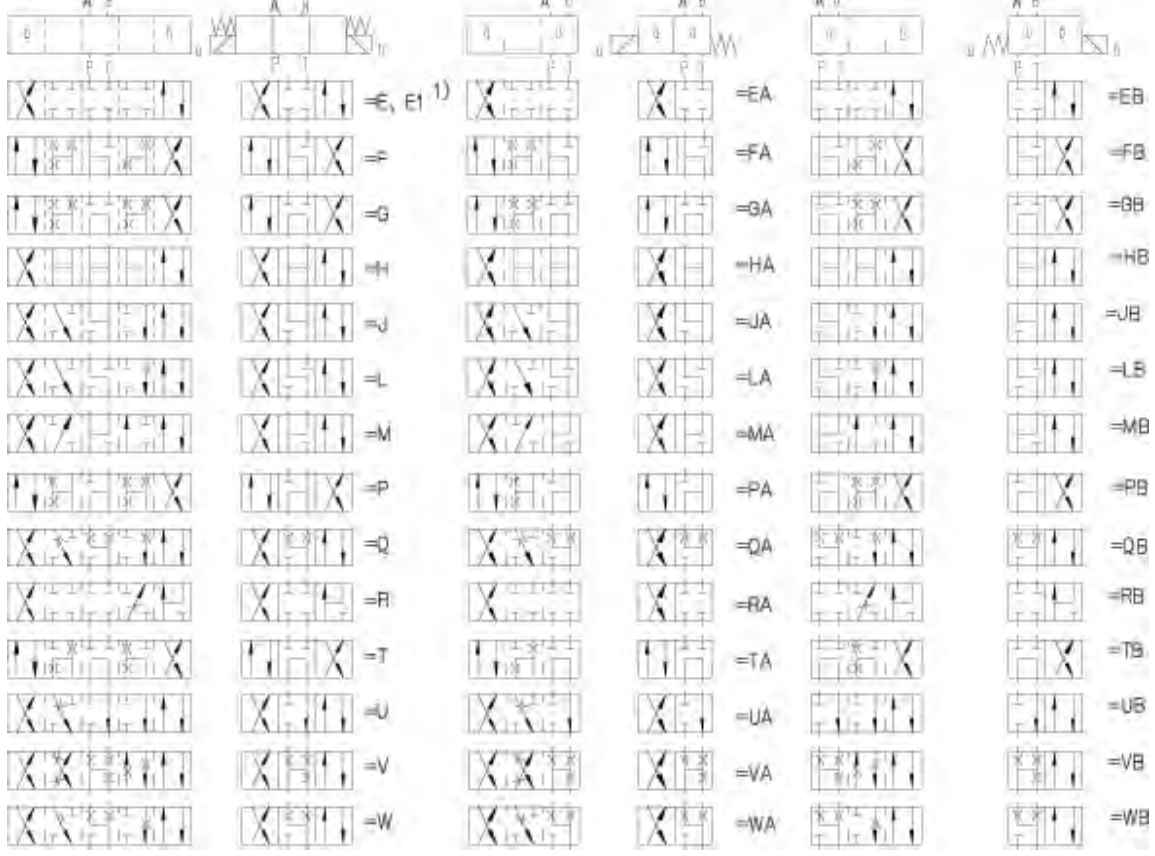 A B A B A B A B A B A B
a b a b a b a b a b a b
P T P T P T P T P T P T
=E, E1 1) =EA =EB
=F =FA =FB
=G =GA =GB
=H =HA =HB
=J =JA =JB
=L =LA =LB
=M =MA =MB
=P =PA =PB
=Q =QA =QB
=R =RA =RB
=T =TA =TB
=U =UA =UB
=V =VA =VB
=W =WA =WB